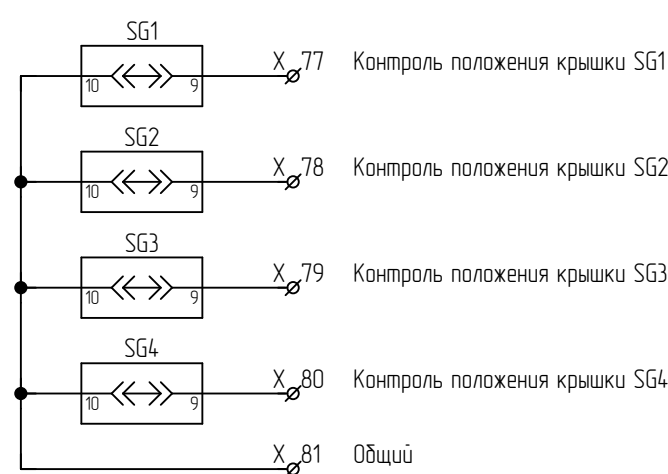 SG1
X 77 Контроль положения крышки SG1
10 9
SG2
X 78 Контроль положения крышки SG2
10 9
SG3
X 79 Контроль положения крышки SG3
10 9
SG4
X 80 Контроль положения крышки SG4
10 9
X 81 Общий